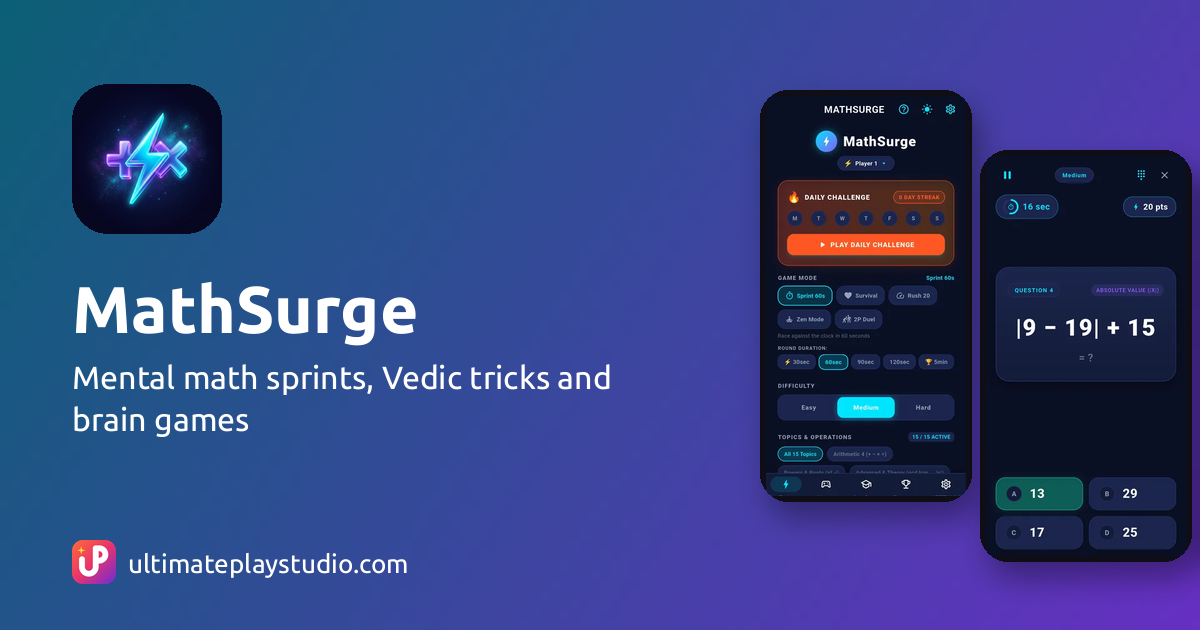 MathSurge
Mental math sprints, Vedic tricks and
brain games
ultimateplaystudio.com
MATHSURGE
MathSurge
Player 1
DAILY CHALLENGE
0 DAY STREAK
M T W T F S S
PLAY DAILY CHALLENGE
GAME MODE
Sprint 60s
Sprint 60s
Survival
Rush 20
Zen Mode
2P Duel
Race against the clock in 60 seconds
ROUND DURATION:
30sec
60sec
90sec
120sec
5min
DIFFICULTY
Easy
Medium
Hard
TOPICS & OPERATIONS
15 / 15 ACTIVE
All 15 Topics
Arithmetic 4 (+ − × ÷)
Medium
16 sec
20 pts
QUESTION 4
ABSOLUTE VALUE (|X|)
|9 − 19| + 15
= ?
A 13
B 29
C 17
D 25